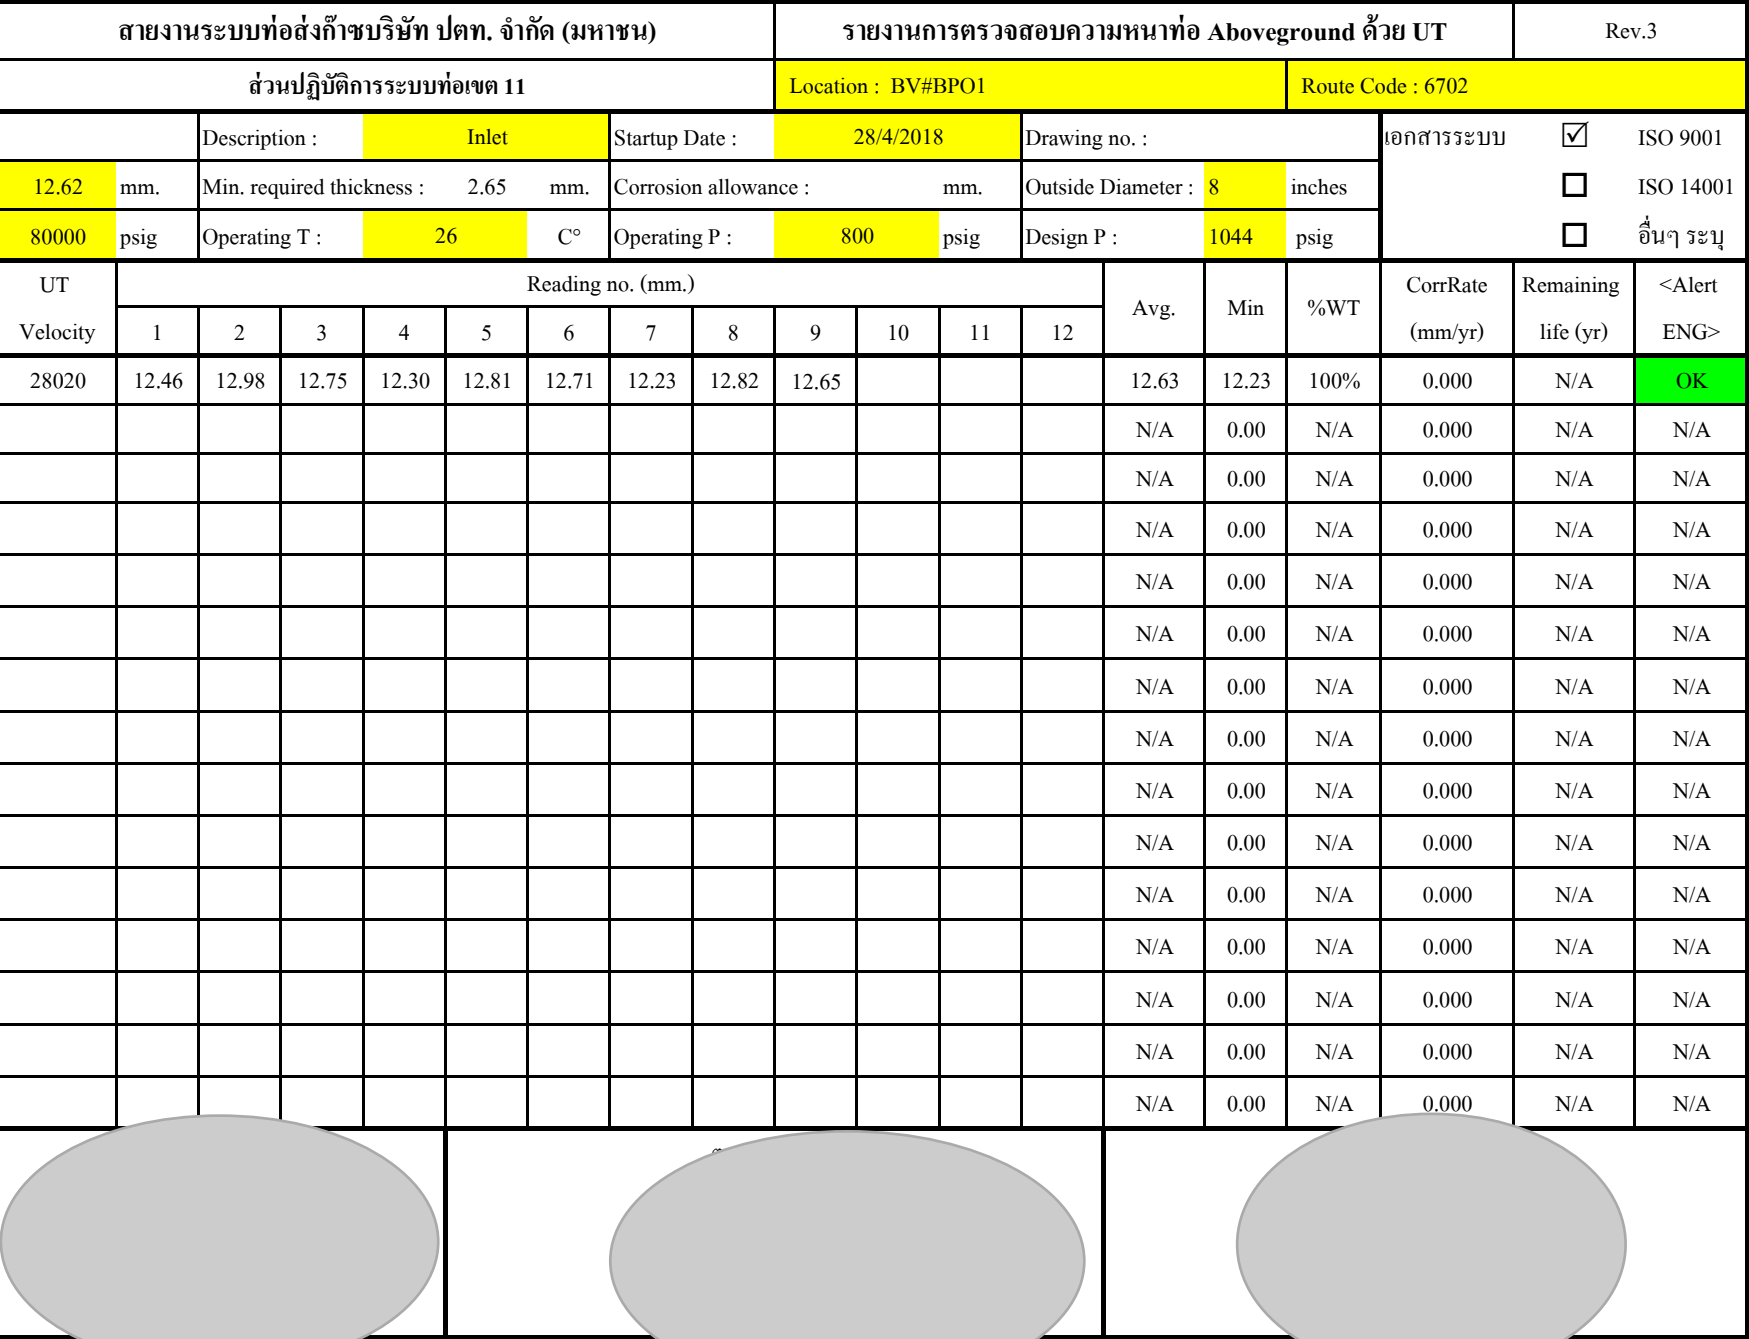 สายงานระบบท่อส่งก๊าซบริษัท ปตท. จำกัด (มหาชน) รายงานการตรวจสอบความหนาท่อ Aboveground ด้วย UT Rev.3
ส่วนปฏิบัติการระบบท่อเขต 11 Location : BV#BPO1 Route Code : 6702
Description : Inlet Startup Date : 28/4/2018 Drawing no. : เอกสารระบบ ☑ ISO 9001
12.62 mm. Min. required thickness : 2.65 mm. Corrosion allowance : mm. Outside Diameter : 8 inches ☐ ISO 14001
80000 psig Operating T : 26 C° Operating P : 800 psig Design P : 1044 psig ☐ อื่นๆ ระบุ
UT Reading no. (mm.) Avg. Min %WT CorrRate Remaining <Alert
Velocity 1 2 3 4 5 6 7 8 9 10 11 12 (mm/yr) life (yr) ENG>
28020 12.46 12.98 12.75 12.30 12.81 12.71 12.23 12.82 12.65 12.63 12.23 100% 0.000 N/A OK
N/A 0.00 N/A 0.000 N/A N/A
N/A 0.00 N/A 0.000 N/A N/A
N/A 0.00 N/A 0.000 N/A N/A
N/A 0.00 N/A 0.000 N/A N/A
N/A 0.00 N/A 0.000 N/A N/A
N/A 0.00 N/A 0.000 N/A N/A
N/A 0.00 N/A 0.000 N/A N/A
N/A 0.00 N/A 0.000 N/A N/A
N/A 0.00 N/A 0.000 N/A N/A
N/A 0.00 N/A 0.000 N/A N/A
N/A 0.00 N/A 0.000 N/A N/A
N/A 0.00 N/A 0.000 N/A N/A
N/A 0.00 N/A 0.000 N/A N/A
N/A 0.00 N/A 0.000 N/A N/A